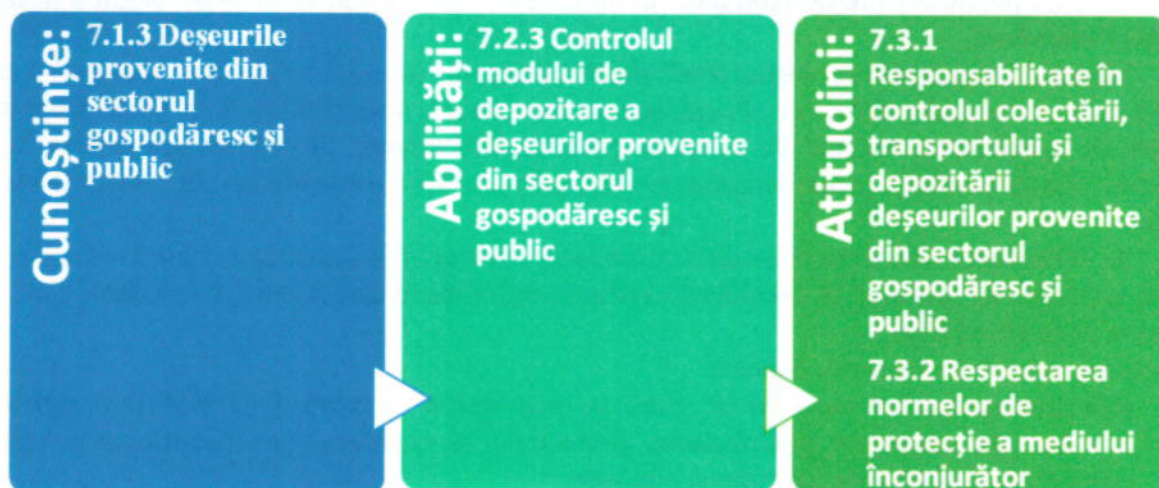 Cunoștințe:
7.1.3 Deșeurile
provenite din
sectorul
gospodăresc și
public
Abilități:
7.2.3 Controlul
modului de
depozitare a
deșeurilor provenite
din sectorul
gospodăresc și
public
Atitudini:
7.3.1
Responsabilitate în
controlul colectării,
transportului și
depozitării
deșeurilor provenite
din sectorul
gospodăresc și
public
7.3.2 Respectarea
normelor de
protecție a mediului
înconjurător